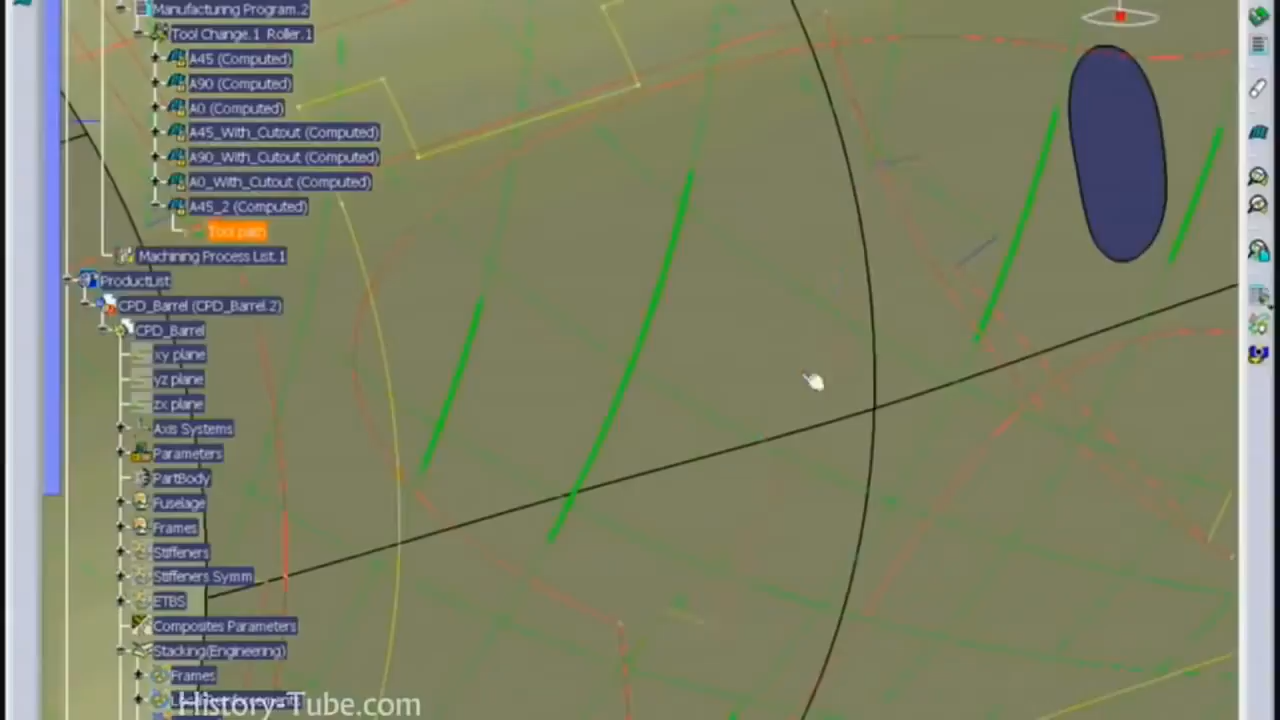 Manufacturing Program.2
Tool Change.1 Roller.1
A45 (Computed)
A90 (Computed)
A0 (Computed)
A45_With_Cutout (Computed)
A90_With_Cutout (Computed)
A0_With_Cutout (Computed)
A45_2 (Computed)
Tool path
Machining Process List.1
ProductList
CPD_Barrel (CPD_Barrel.2)
CPD_Barrel
xy plane
yz plane
zx plane
Axis Systems
Parameters
PartBody
Fuselage
Frames
Stiffeners
Stiffeners Symm
ETBS
Composites Parameters
Stacking(Engineering)
Frames
History-Tube.com